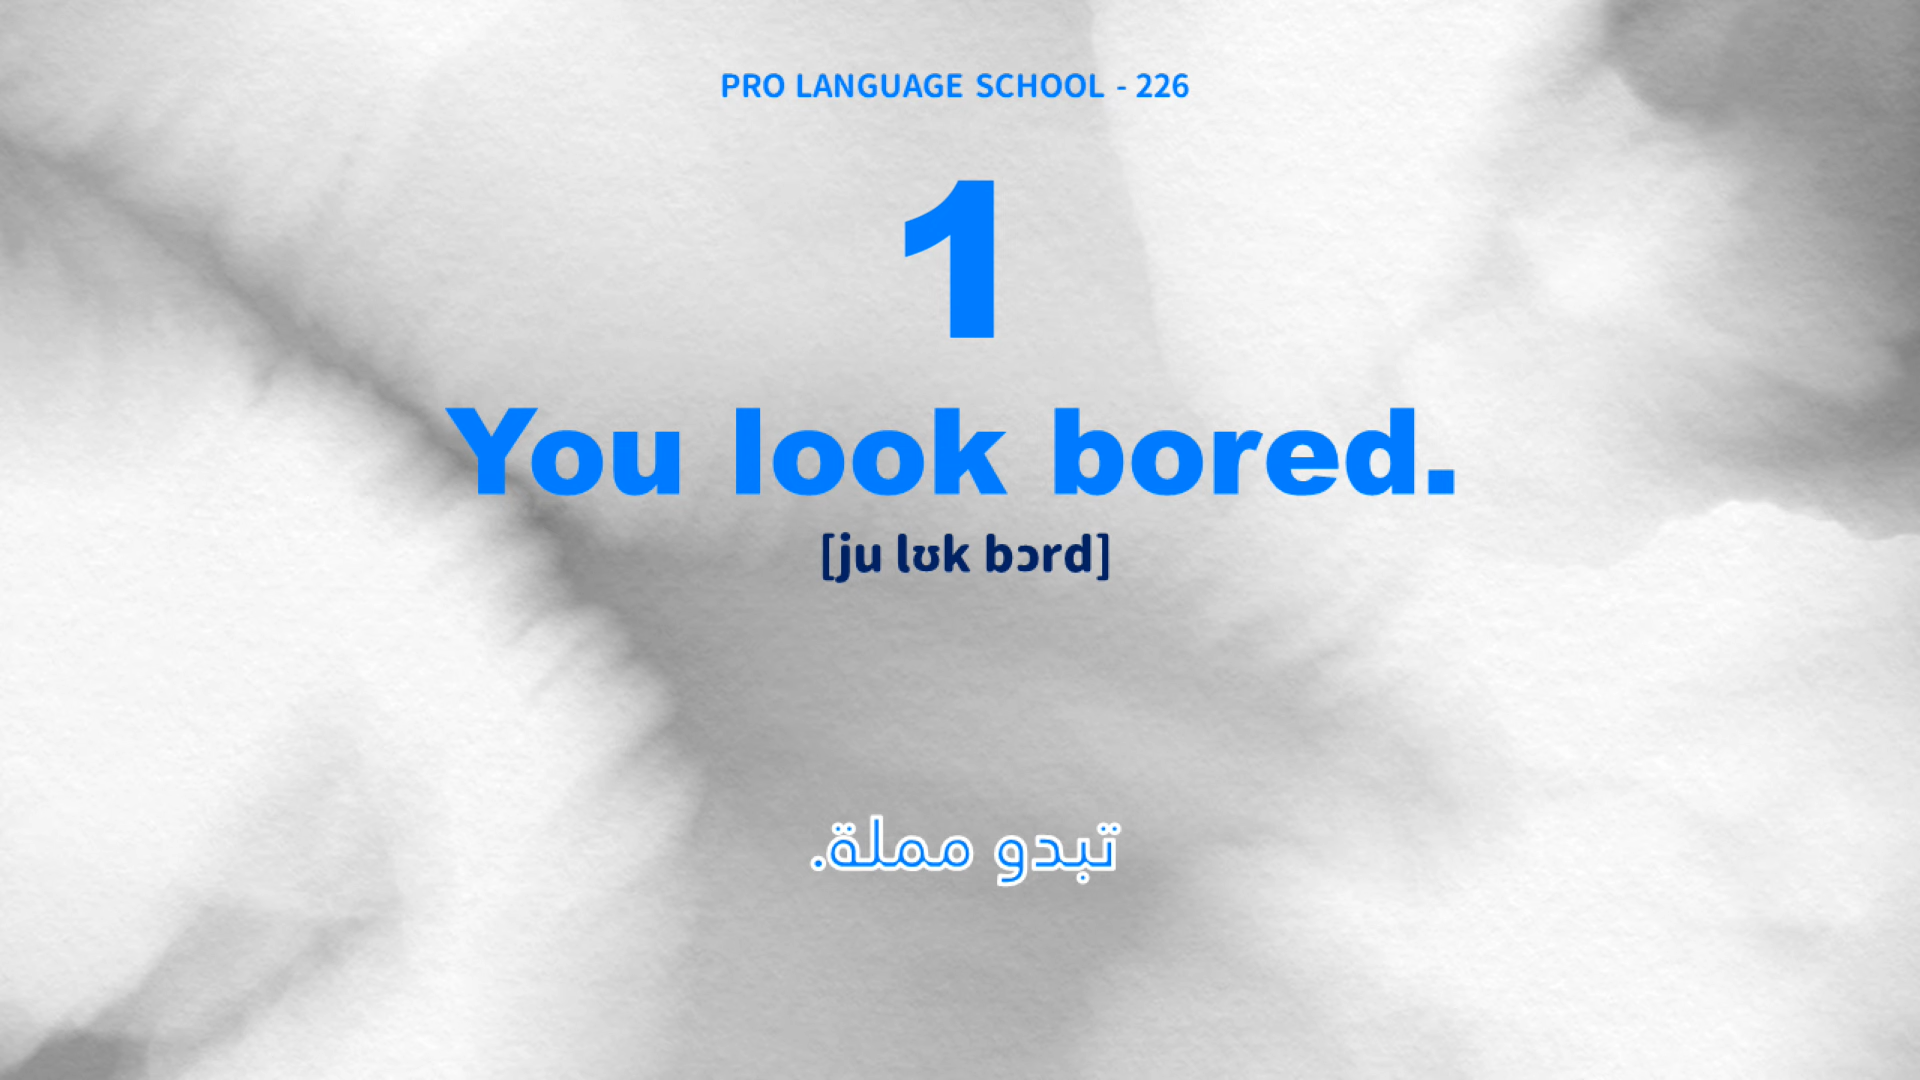 PRO LANGUAGE SCHOOL - 226
1
You look bored.
[ju lʊk bɔrd]
تبدو مملة.